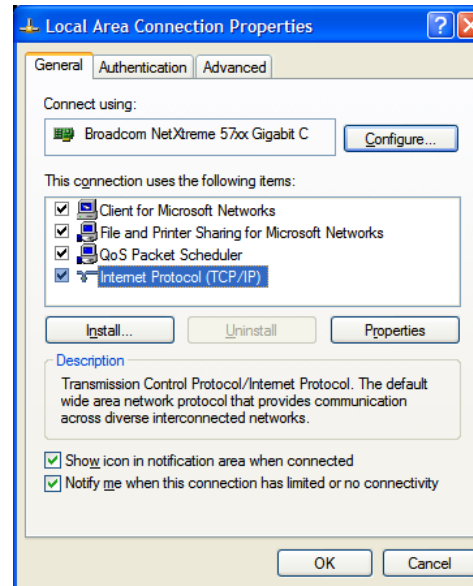 Local Area Connection Properties
General Authentication Advanced
Connect using:
Broadcom NetXtreme 57xx Gigabit C
Configure...
This connection uses the following items:
Client for Microsoft Networks
File and Printer Sharing for Microsoft Networks
QoS Packet Scheduler
Internet Protocol (TCP/IP)
Install... Uninstall Properties
Description
Transmission Control Protocol/Internet Protocol. The default
wide area network protocol that provides communication
across diverse interconnected networks.
Show icon in notification area when connected
Notify me when this connection has limited or no connectivity
OK Cancel